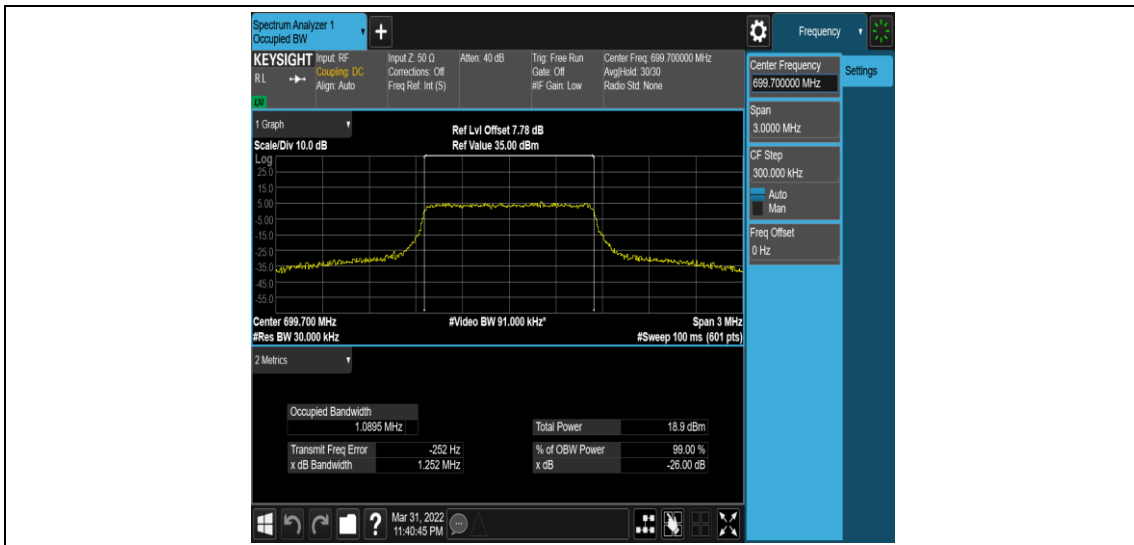 Spectrum Analyzer 1
Occupied BW
Frequency
KEYSIGHT
RL
Input: RF
Coupling: DC
Align: Auto
Input Z: 50 Ω
Corrections: Off
Freq Ref: Int (S)
Atten: 40 dB
Trig: Free Run
Gate: Off
#IF Gain: Low
Center Freq: 699.700000 MHz
Avg|Hold: 30/30
Radio Std: None
Center Frequency
699.700000 MHz
Settings
Span
3.0000 MHz
CF Step
300.000 kHz
Auto
Man
Freq Offset
0 Hz
1 Graph
Scale/Div 10.0 dB
Ref Lvl Offset 7.78 dB
Ref Value 35.00 dBm
Log
25.0
15.0
5.00
-5.00
-15.0
-25.0
-35.0
-45.0
-55.0
Center 699.700 MHz
#Video BW 91.000 kHz*
Span 3 MHz
#Res BW 30.000 kHz
#Sweep 100 ms (601 pts)
2 Metrics
Occupied Bandwidth
1.0895 MHz
Total Power 18.9 dBm
Transmit Freq Error -252 Hz
% of OBW Power 99.00 %
x dB Bandwidth 1.252 MHz
x dB -26.00 dB
?
Mar 31, 2022
11:40:45 PM